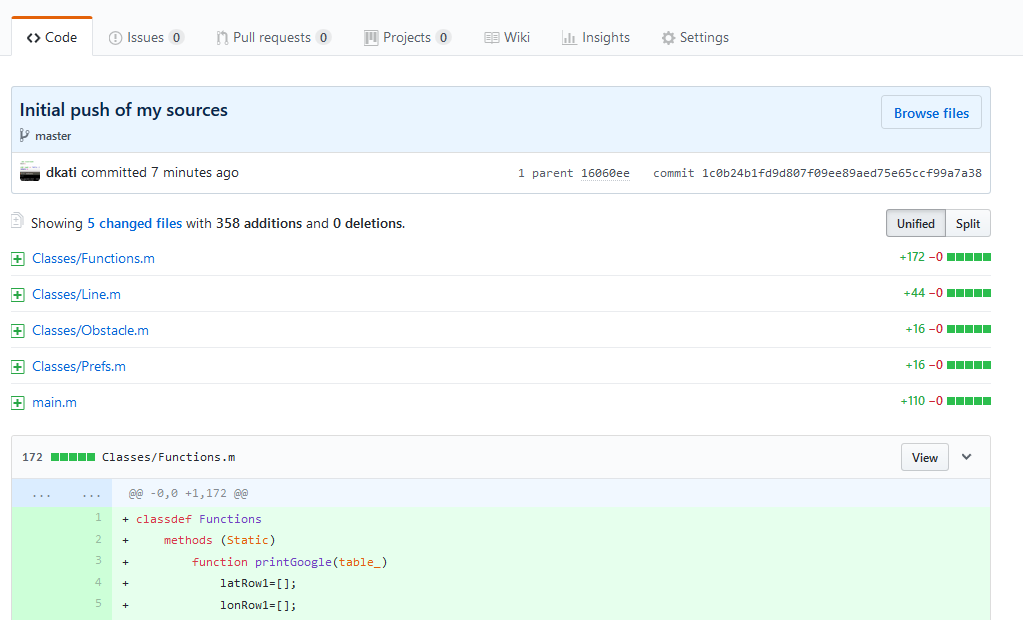 Code Issues 0 Pull requests 0 Projects 0 Wiki Insights Settings
Initial push of my sources
Browse files
master
dkati committed 7 minutes ago 1 parent 16060ee commit 1c0b24b1fd9d807f09ee89aed75e65ccf99a7a38
Showing 5 changed files with 358 additions and 0 deletions. Unified Split
Classes/Functions.m +172 −0
Classes/Line.m +44 −0
Classes/Obstacle.m +16 −0
Classes/Prefs.m +16 −0
main.m +110 −0
172 Classes/Functions.m View
... ... @@ -0,0 +1,172 @@
1 + classdef Functions
2 + methods (Static)
3 + function printGoogle(table_)
4 + latRow1=[];
5 + lonRow1=[];